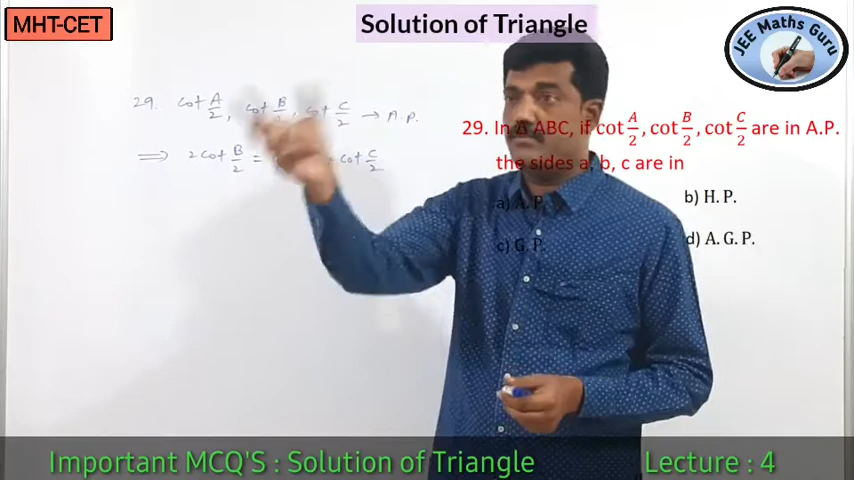 MHT-CET
Solution of Triangle
JEE Maths Guru
29. cot A/2, cot B/2, cot C/2 → A.P.
⇒ 2cot B/2 = cot C/2
29. In Δ ABC, if cot A/2, cot B/2, cot C/2 are in A.P.
the sides a, b, c are in
a) A. P.
b) H. P.
c) G. P.
d) A. G. P.
Important MCQ'S : Solution of Triangle
Lecture : 4